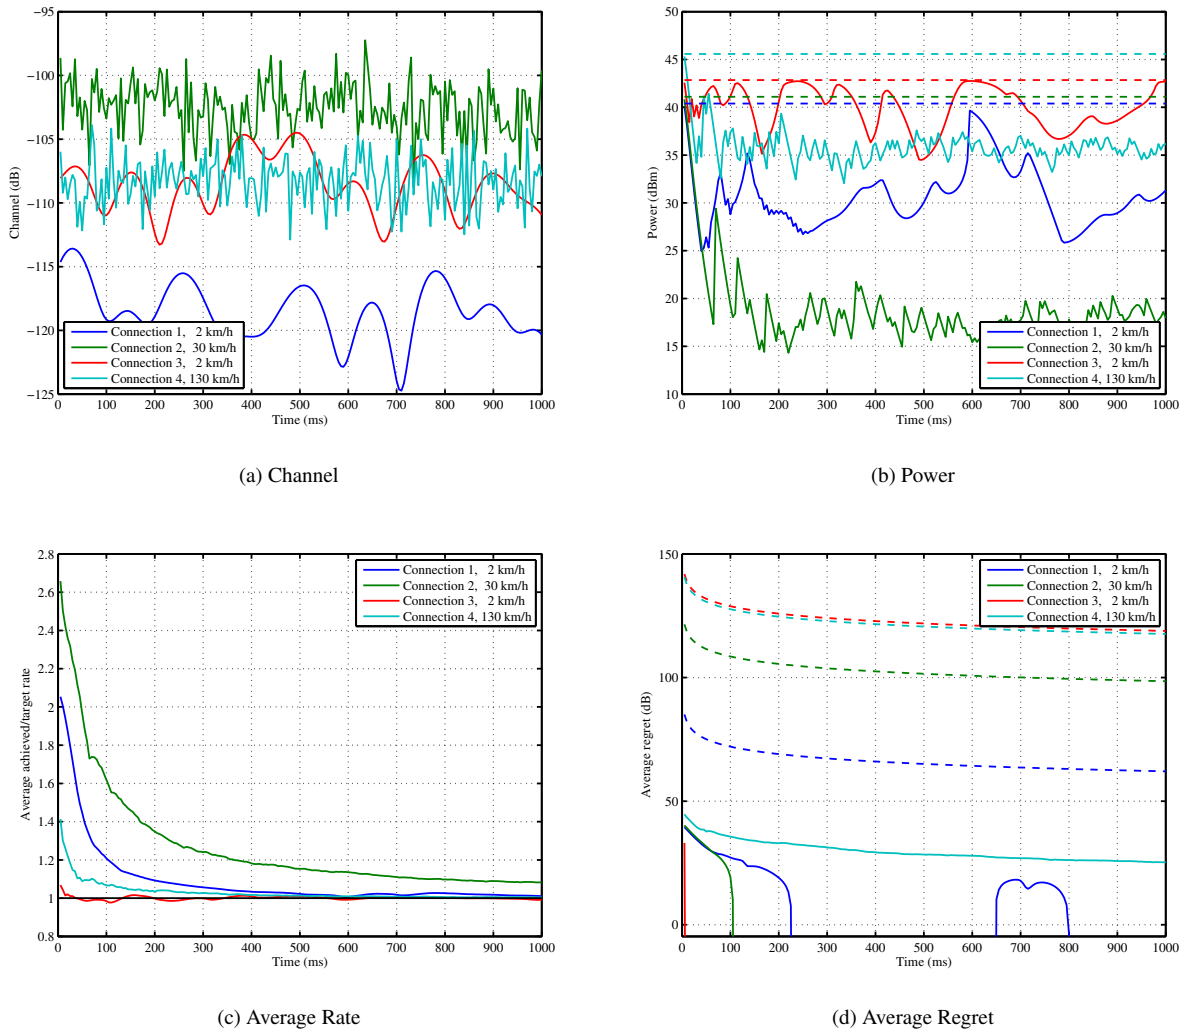 −95
−100
−105
−110
−115
−120
−125
Channel (dB)
0 100 200 300 400 500 600 700 800 900 1000
Time (ms)
Connection 1, 2 km/h
Connection 2, 30 km/h
Connection 3, 2 km/h
Connection 4, 130 km/h
(a) Channel
50
45
40
35
30
25
20
15
10
Power (dBm)
0 100 200 300 400 500 600 700 800 900 1000
Time (ms)
Connection 1, 2 km/h
Connection 2, 30 km/h
Connection 3, 2 km/h
Connection 4, 130 km/h
(b) Power
2.8
2.6
2.4
2.2
2
1.8
1.6
1.4
1.2
1
0.8
Average achieved/target rate
0 100 200 300 400 500 600 700 800 900 1000
Time (ms)
Connection 1, 2 km/h
Connection 2, 30 km/h
Connection 3, 2 km/h
Connection 4, 130 km/h
(c) Average Rate
150
100
50
0
Average regret (dB)
0 100 200 300 400 500 600 700 800 900 1000
Time (ms)
Connection 1, 2 km/h
Connection 2, 30 km/h
Connection 3, 2 km/h
Connection 4, 130 km/h
(d) Average Regret